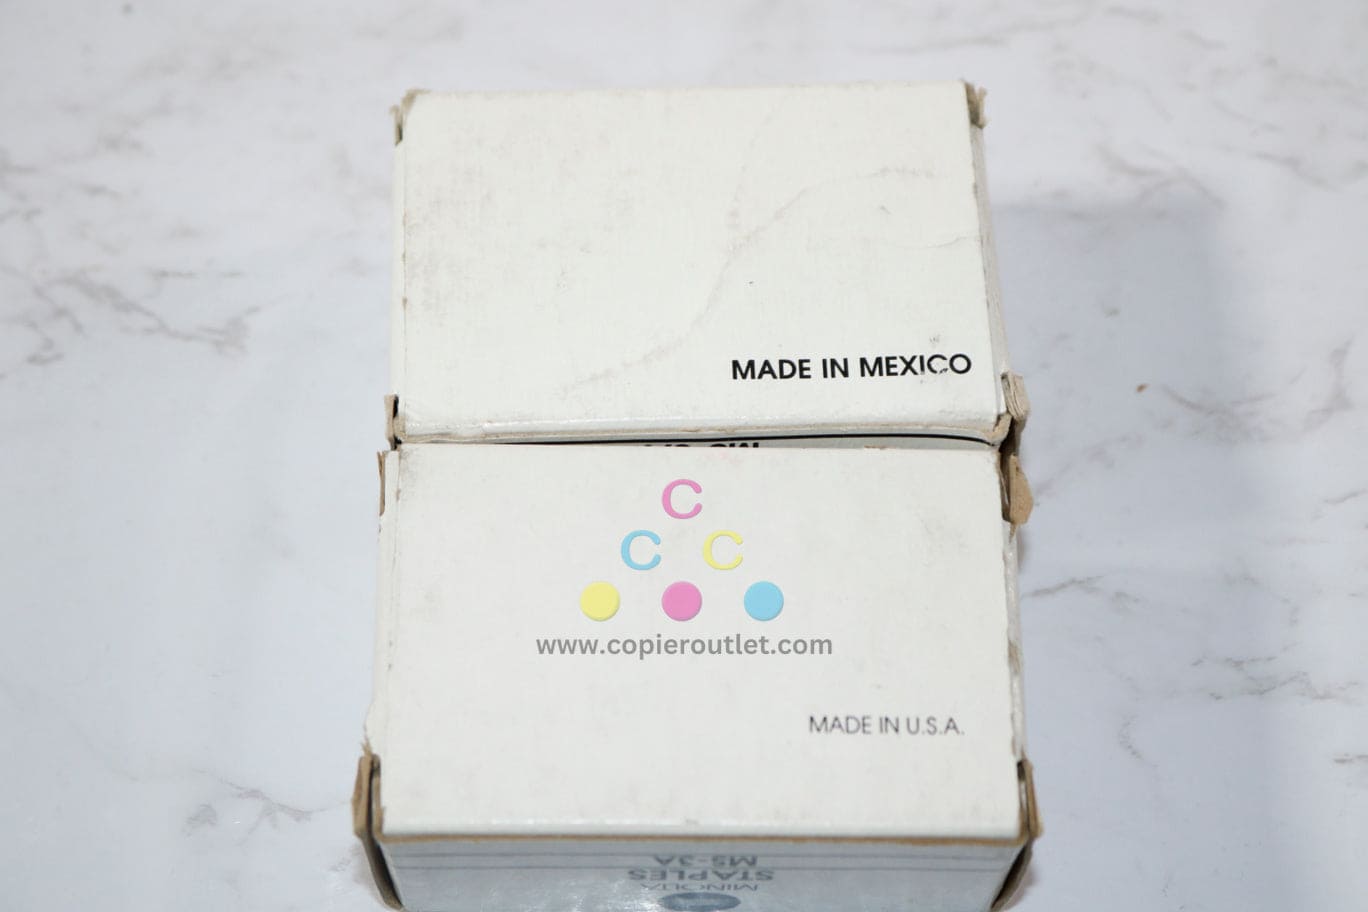 MADE IN MEXICO
C
C C
www.copieroutlet.com
MADE IN U.S.A.
MS-3A
STAPLES
MINOLTA